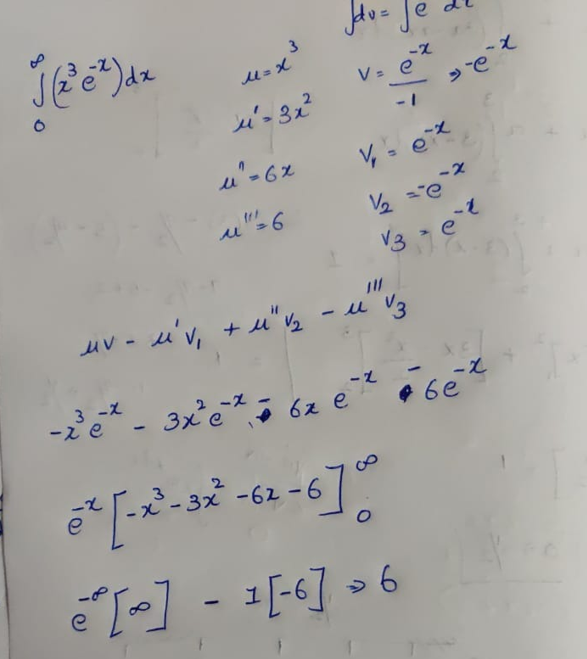 ∫dv = ∫e dx
∞∫0 (x³ e^-x) dx
u = x³
v = e^-x / -1 ⇒ -e^-x
u' = 3x²
v₁ = e^-x
u'' = 6x
v₂ = -e^-x
u''' = 6
v₃ = e^-x
uv - u'v₁ + u''v₂ - u'''v₃
-x³e^-x - 3x²e^-x - 6x e^-x - 6e^-x
e^-x [-x³ - 3x² - 6x - 6]∞0
e^-∞ [∞] - 1[-6] ⇒ 6